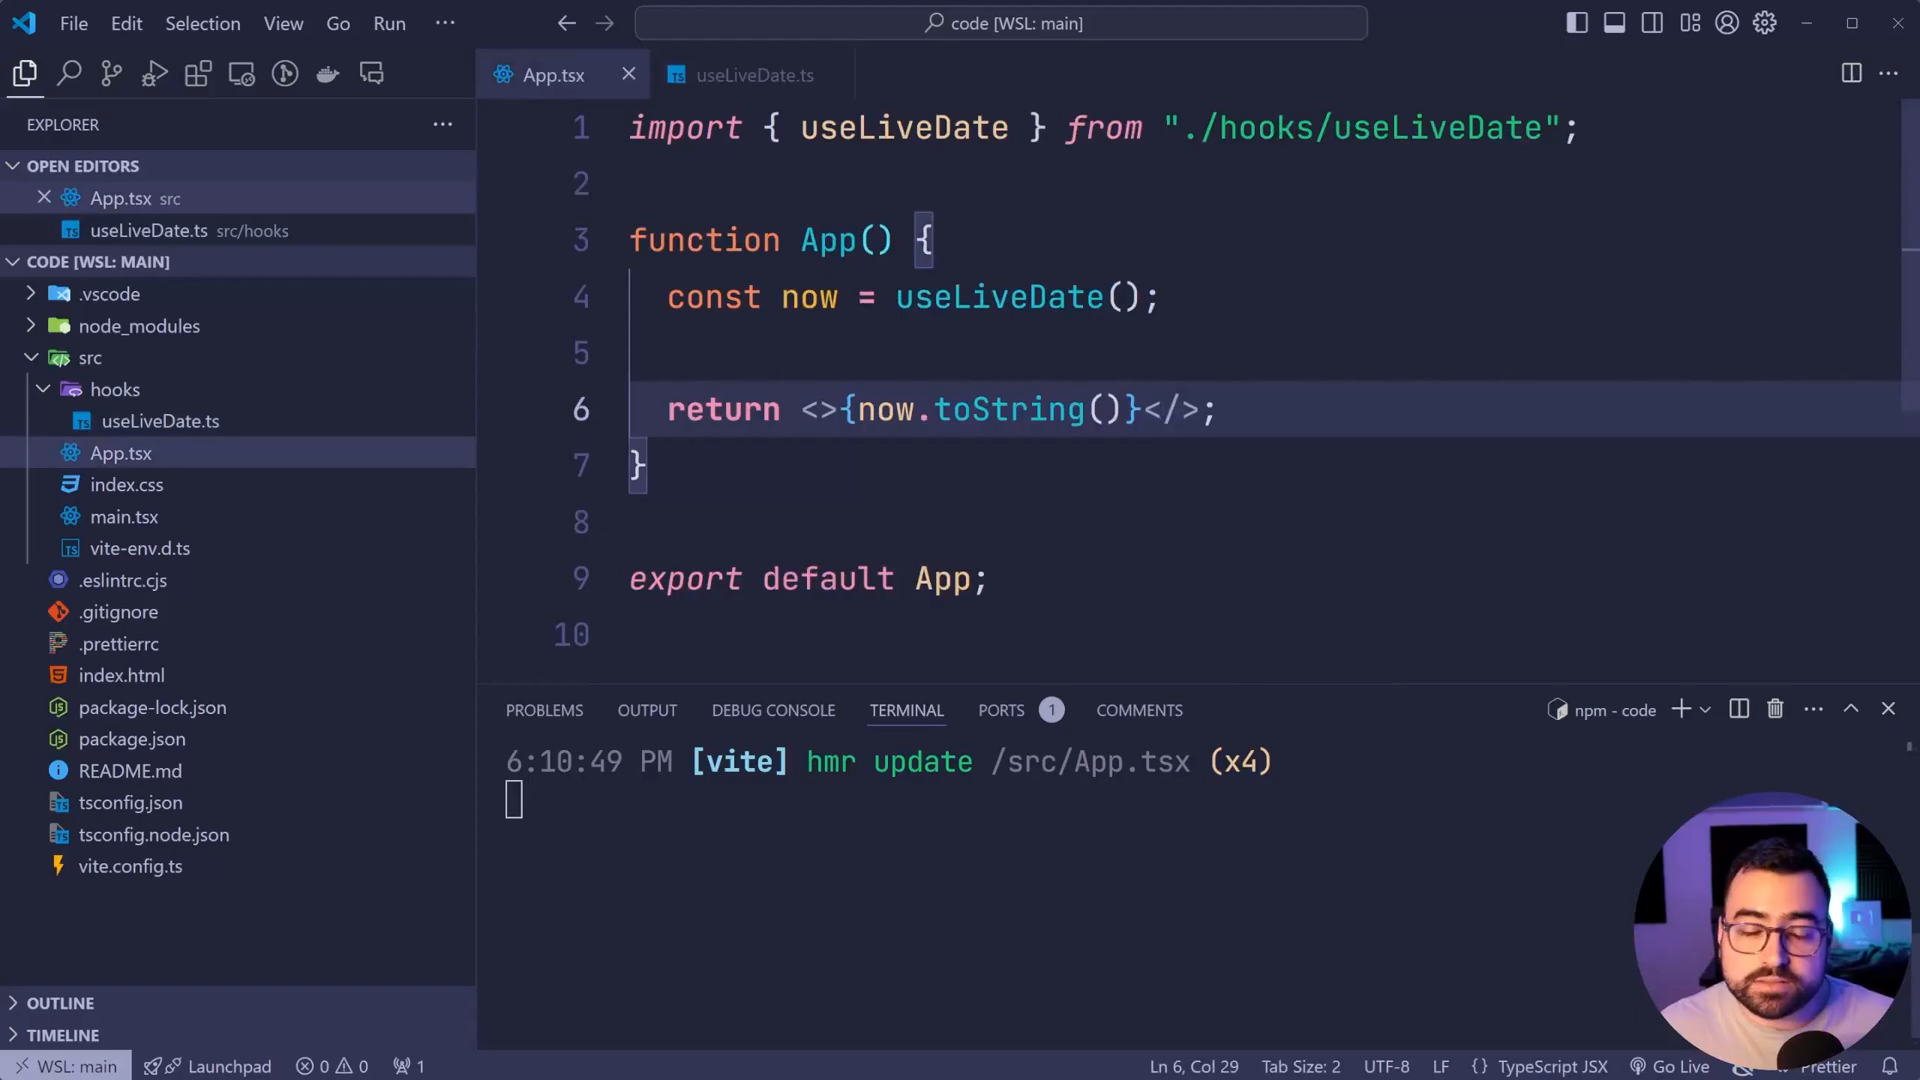 File Edit Selection View Go Run ···
code [WSL: main]
EXPLORER
OPEN EDITORS
App.tsx src
useLiveDate.ts src/hooks
CODE [WSL: MAIN]
.vscode
node_modules
src
hooks
useLiveDate.ts
App.tsx
index.css
main.tsx
vite-env.d.ts
.eslintrc.cjs
.gitignore
.prettierrc
index.html
package-lock.json
package.json
README.md
tsconfig.json
tsconfig.node.json
vite.config.ts
OUTLINE
TIMELINE
App.tsx
useLiveDate.ts
1 import { useLiveDate } from "./hooks/useLiveDate";
2
3 function App() {
4 const now = useLiveDate();
5
6 return <>{now.toString()}</>;
7 }
8
9 export default App;
10
PROBLEMS OUTPUT DEBUG CONSOLE TERMINAL PORTS 1 COMMENTS
npm - code
6:10:49 PM [vite] hmr update /src/App.tsx (x4)
WSL: main Launchpad 0 0 1 Ln 6, Col 29 Tab Size: 2 UTF-8 LF {} TypeScript JSX Go Live Prettier